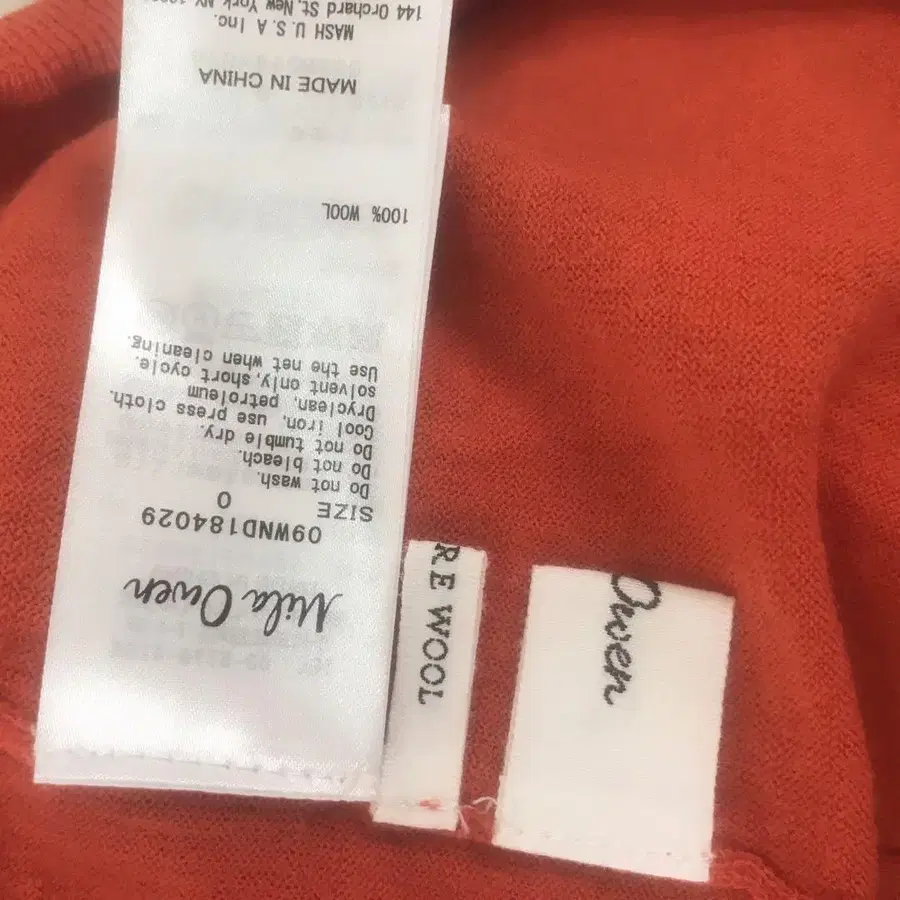 Mila Owen
09WND184029
SIZE 0
Do not wash.
Do not bleach.
Do not tumble dry.
Cool iron, use press cloth.
Dryclean, petroleum
solvent only, short cycle.
Use the net when cleaning.
100% WOOL
MADE IN CHINA
MASH U.S.A Inc.
144 Orchard St, New York NY
RE WOOL
Owen